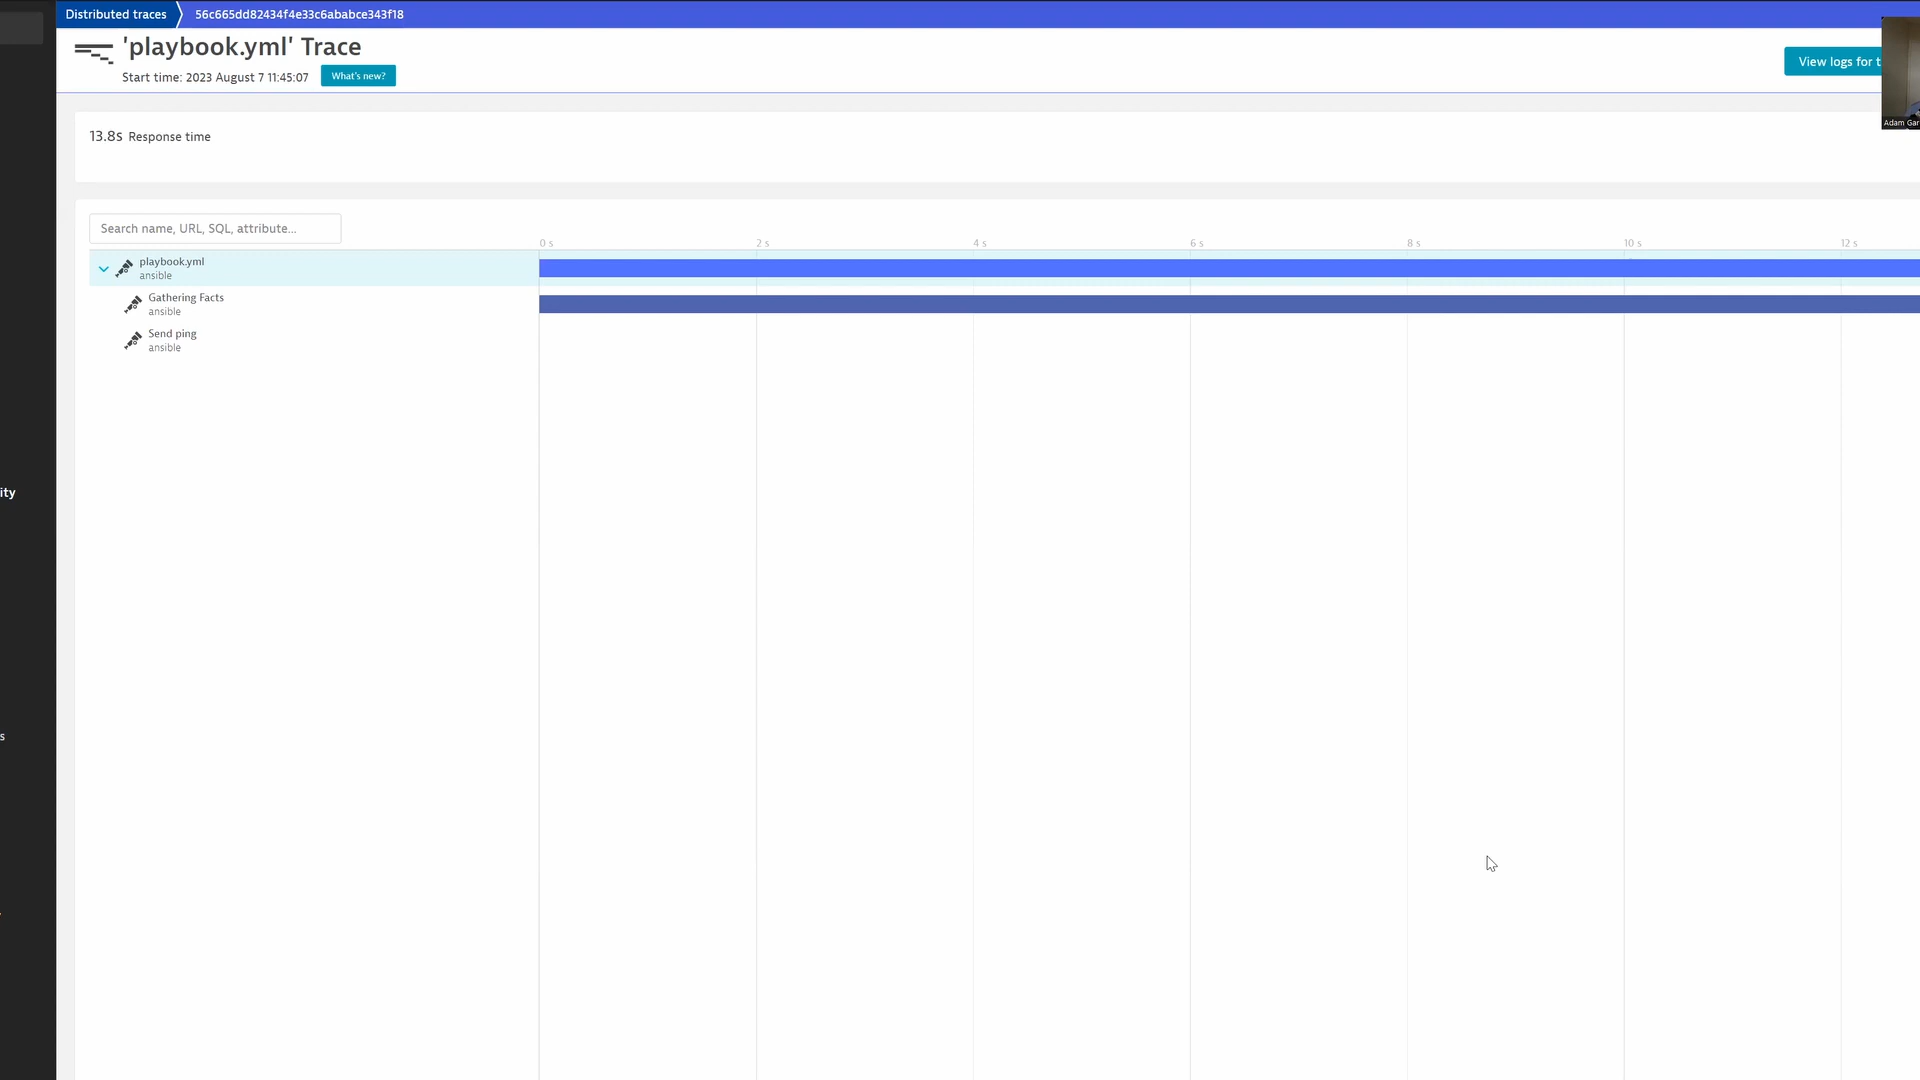 Distributed traces
56c665dd82434f4e33c6ababce343f18
'playbook.yml' Trace
Start time: 2023 August 7 11:45:07
What's new?
View logs for t
Adam Gar
13.8s Response time
Search name, URL, SQL, attribute...
0 s 2 s 4 s 6 s 8 s 10 s 12 s
playbook.yml
ansible
Gathering Facts
ansible
Send ping
ansible
ity
s